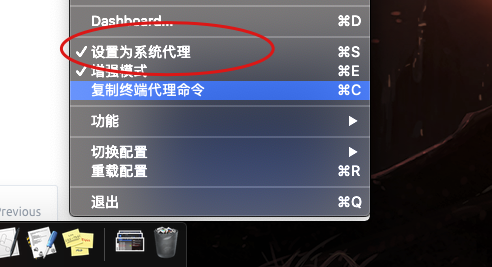 Dashboard... ⌘D
✓ 设置为系统代理 ⌘S
✓ 增强模式 ⌘E
复制终端代理命令 ⌘C
功能 ▶
切换配置 ▶
重载配置 ⌘R
退出 ⌘Q
Previous